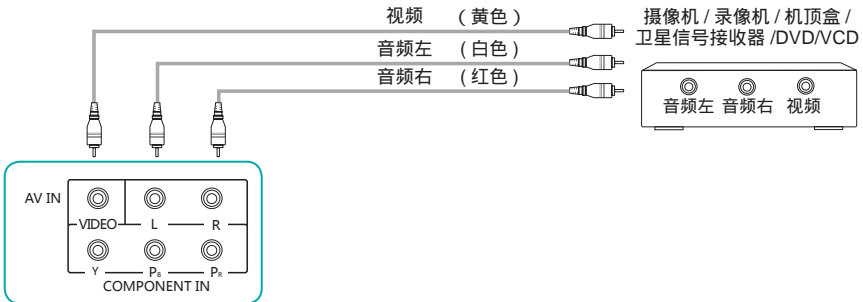 视频 （黄色）
音频左 （白色）
音频右 （红色）
摄像机 / 录像机 / 机顶盒 /
卫星信号接收器 /DVD/VCD
音频左 音频右 视频
AV IN
VIDEO L R
Y PB PR
COMPONENT IN